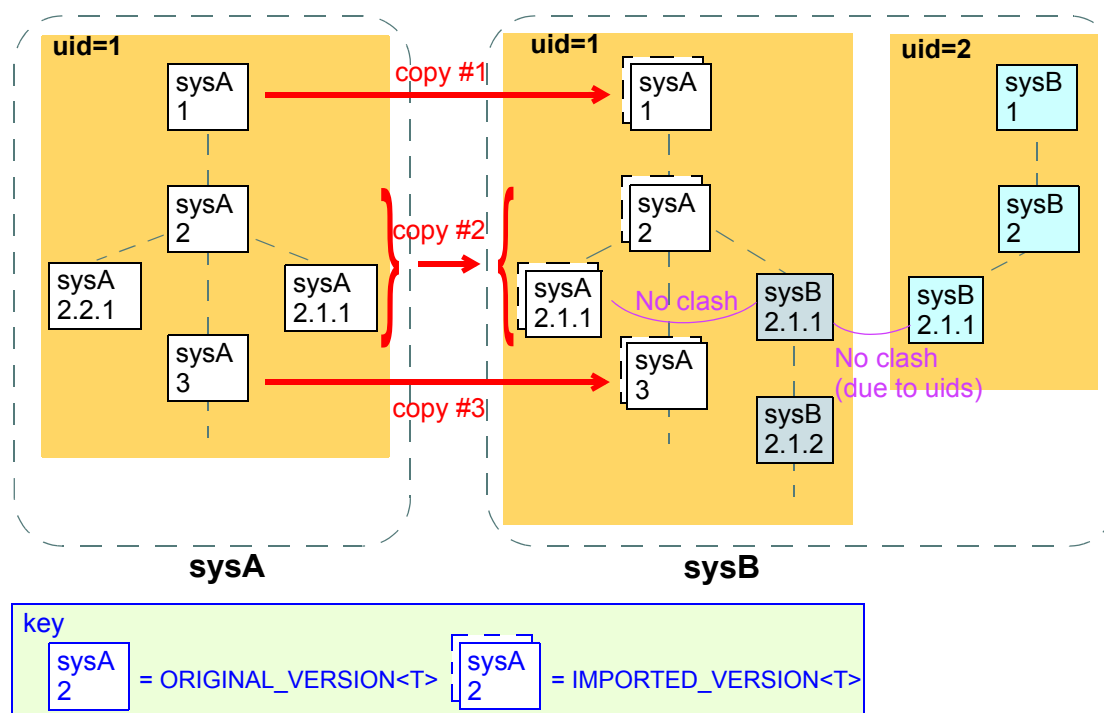 uid=1
sysA
1
sysA
2
sysA
2.2.1
sysA
2.1.1
sysA
3
sysA
copy #1
copy #2
copy #3
uid=1
sysA
1
sysA
2
sysA
2.1.1
No clash
sysB
2.1.1
sysA
3
sysB
2.1.2
No clash
(due to uids)
uid=2
sysB
1
sysB
2
sysB
2.1.1
sysB
key
sysA
2
= ORIGINAL_VERSION<T>
sysA
2
= IMPORTED_VERSION<T>